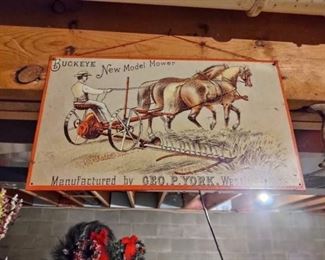 BUCKEYE New Model Mower
Manufactured by GEO. P. YORK,